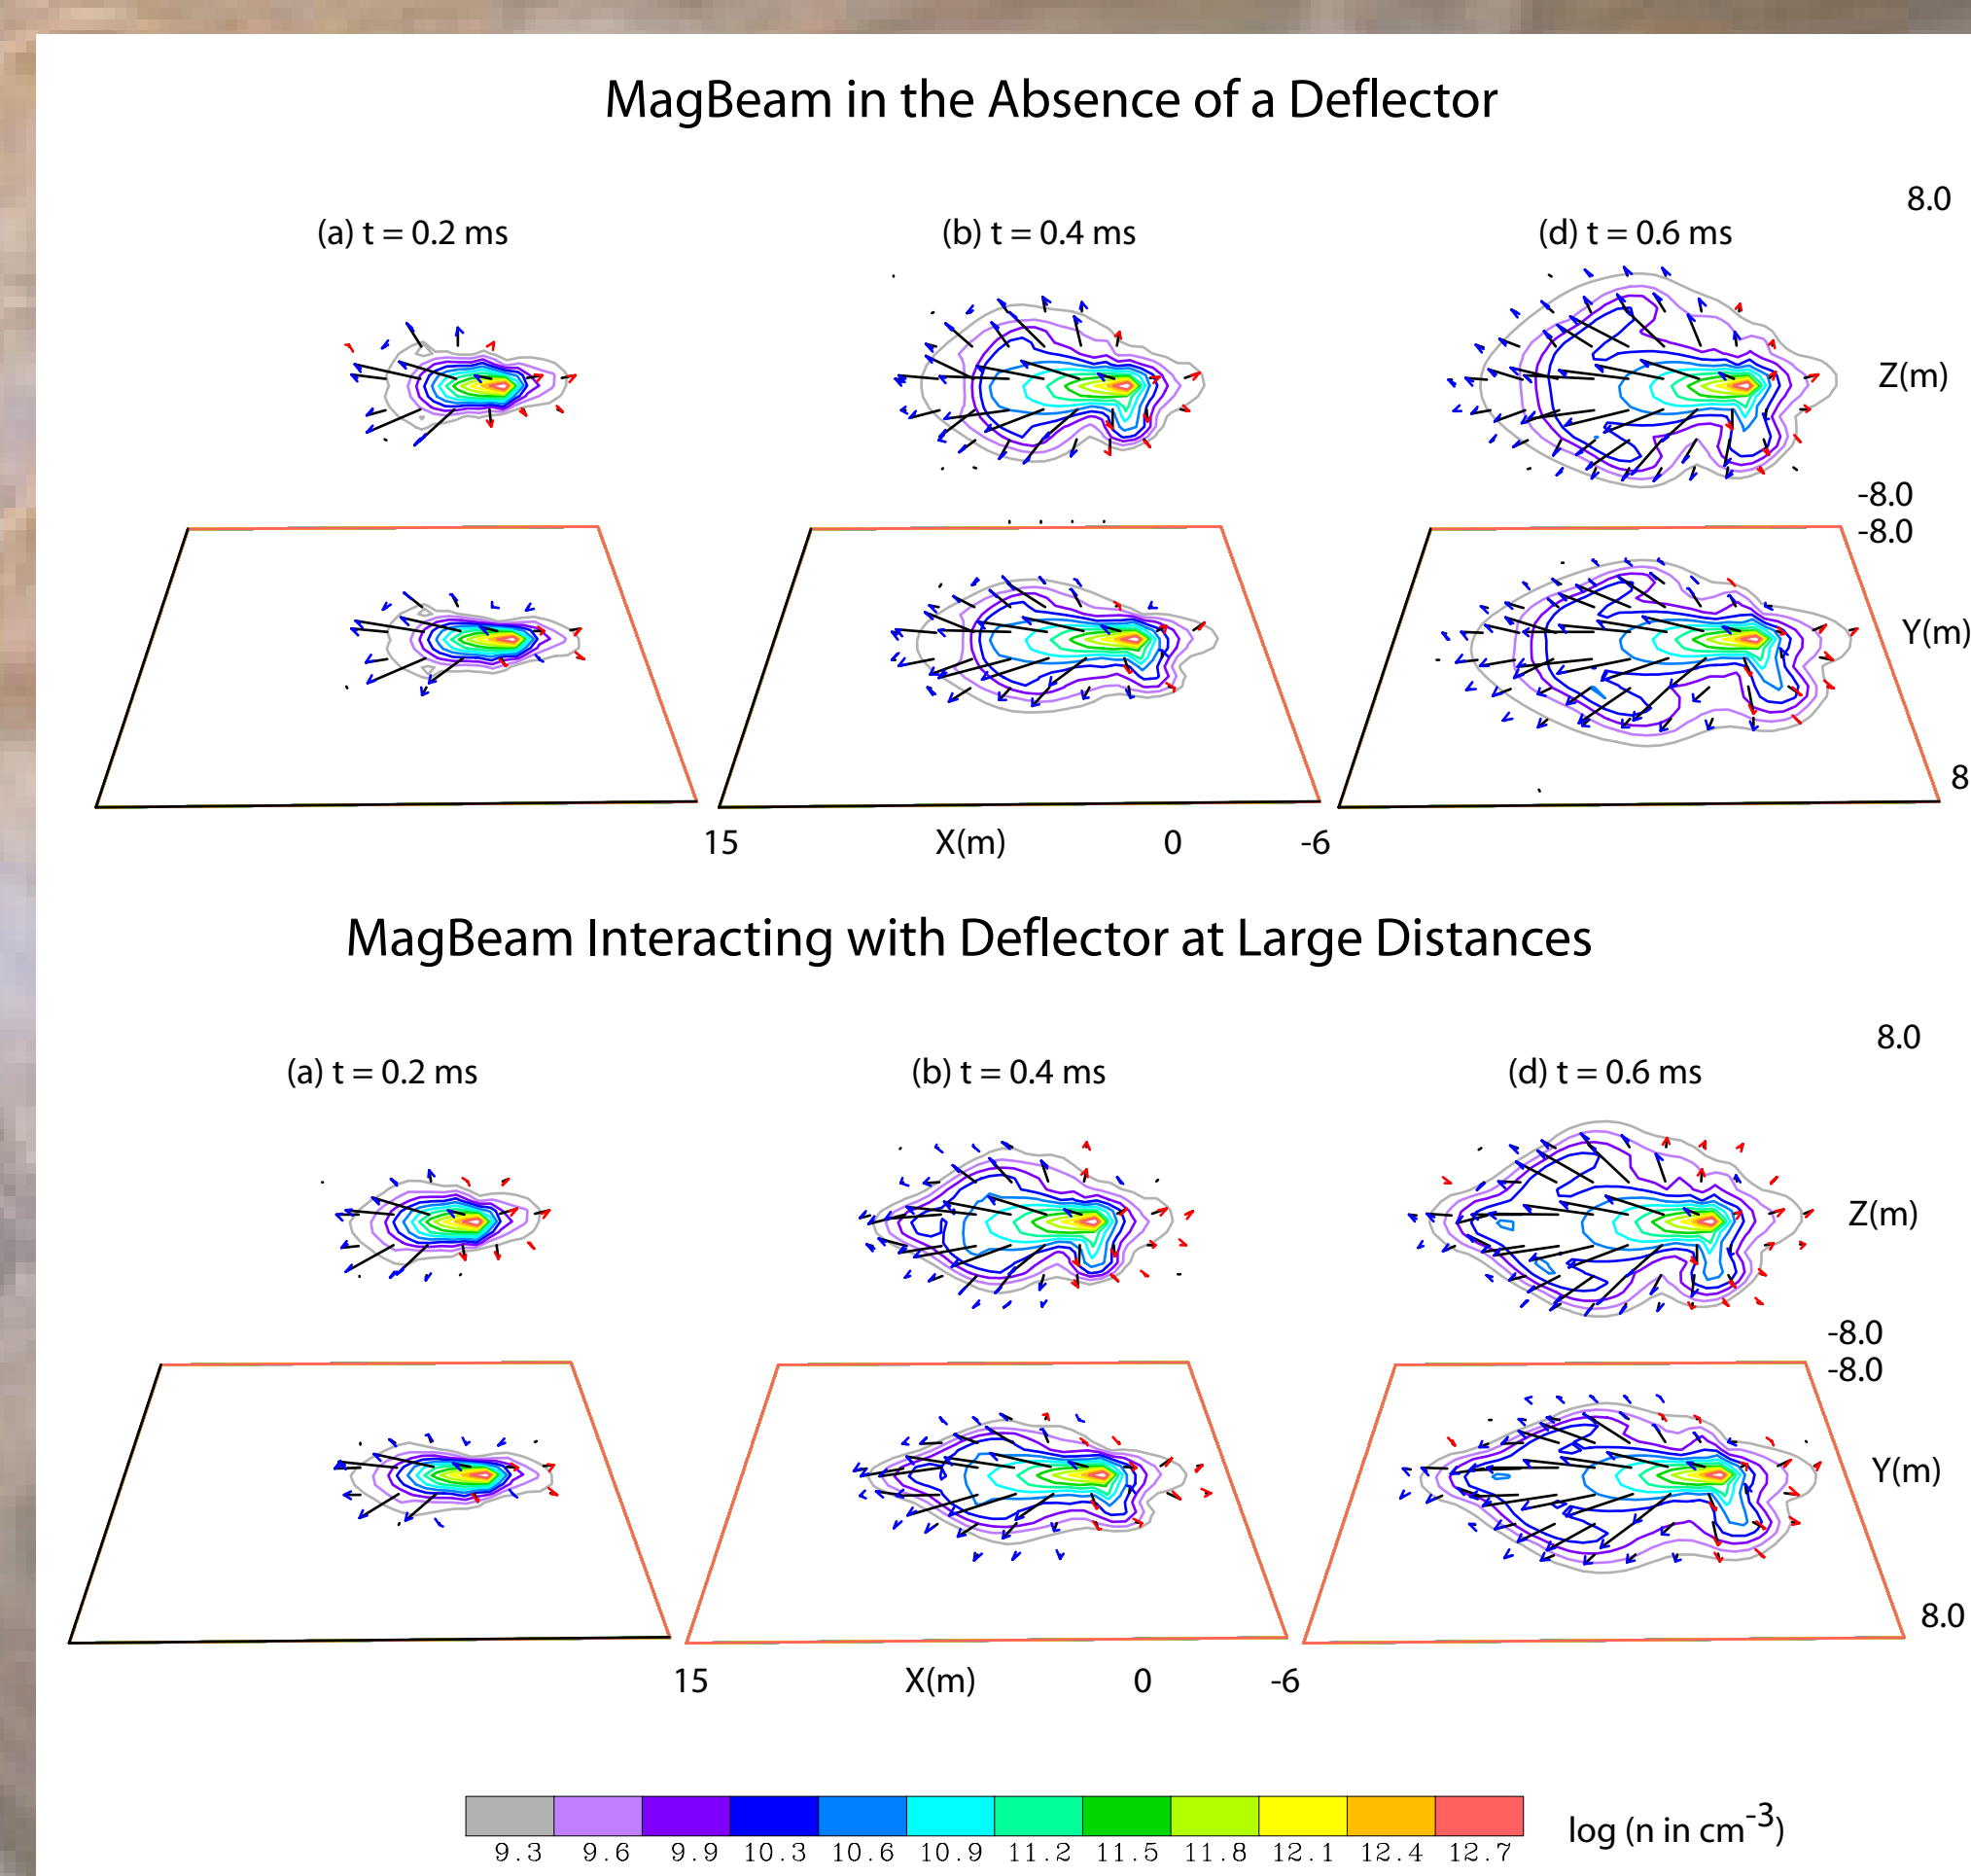 MagBeam in the Absence of a Deflector
8.0
(a) t = 0.2 ms (b) t = 0.4 ms (d) t = 0.6 ms
Z(m)
-8.0
-8.0
Y(m)
8
15 X(m) 0 -6
MagBeam Interacting with Deflector at Large Distances
8.0
(a) t = 0.2 ms (b) t = 0.4 ms (d) t = 0.6 ms
Z(m)
-8.0
-8.0
Y(m)
8.0
15 X(m) 0 -6
9.3 9.6 9.9 10.3 10.6 10.9 11.2 11.5 11.8 12.1 12.4 12.7 log (n in cm⁻³)